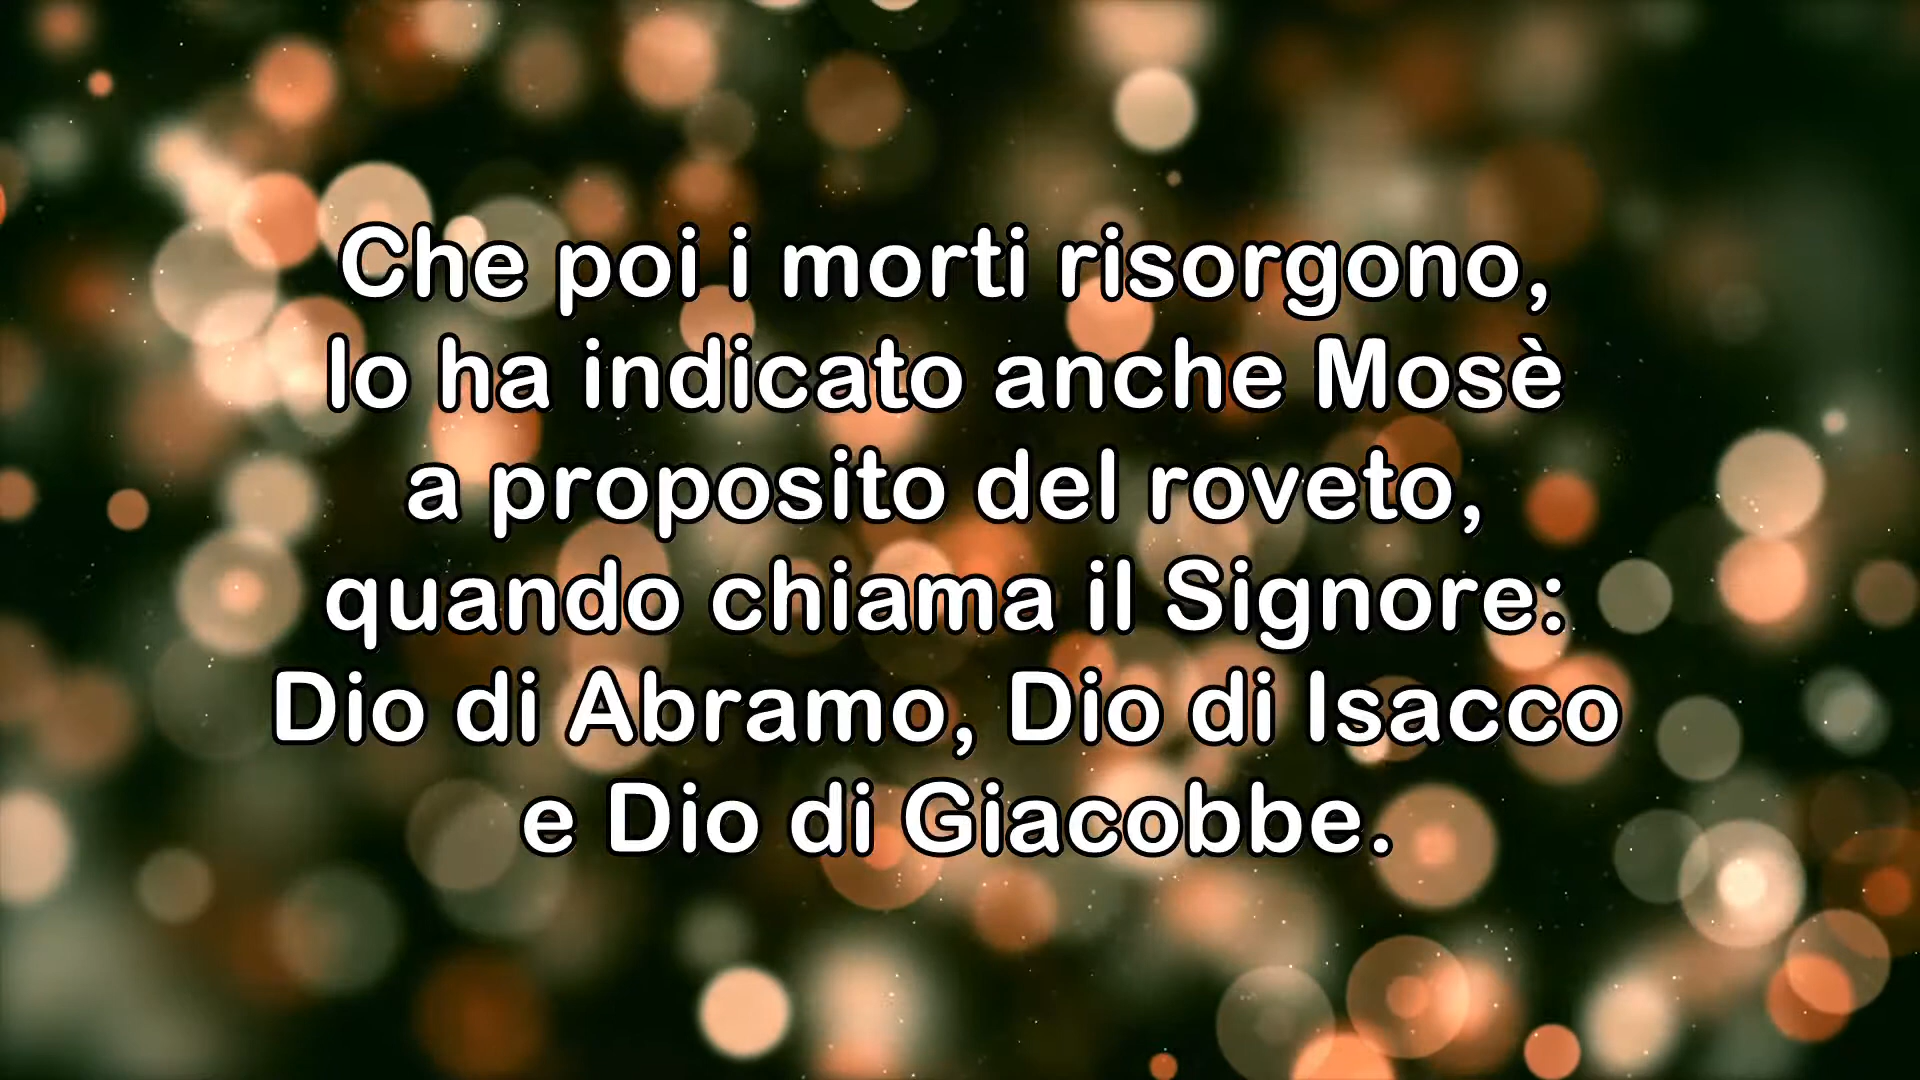 Che poi i morti risorgono,
lo ha indicato anche Mosè
a proposito del roveto,
quando chiama il Signore:
Dio di Abramo, Dio di Isacco
e Dio di Giacobbe.